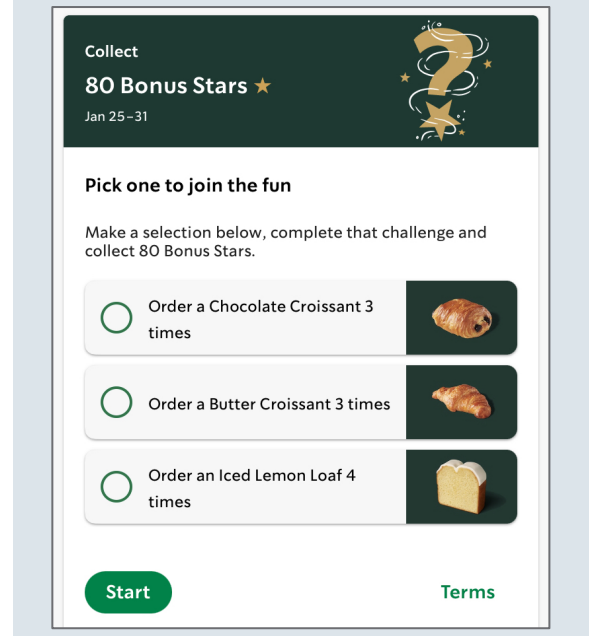 Collect
80 Bonus Stars
Jan 25–31
Pick one to join the fun
Make a selection below, complete that challenge and
collect 80 Bonus Stars.
Order a Chocolate Croissant 3
times
Order a Butter Croissant 3 times
Order an Iced Lemon Loaf 4
times
Start
Terms